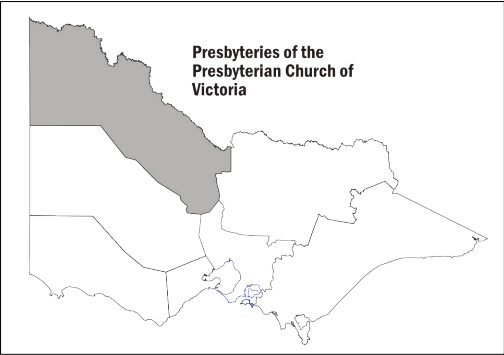 Presbyteries of the
Presbyterian Church of
Victoria